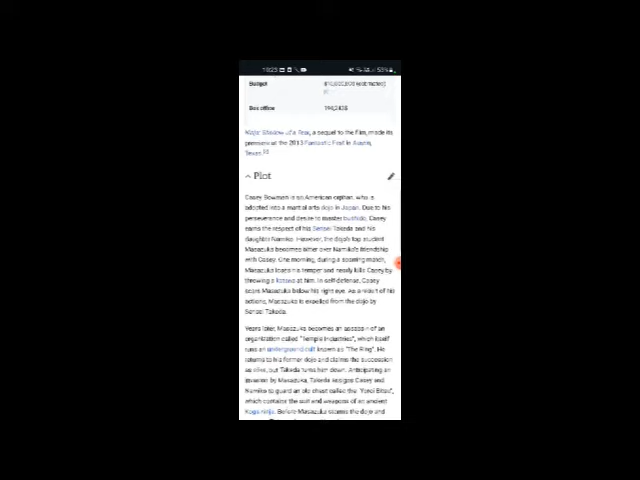 Budget
Box office
Ninja: Shadow of a Tear, a sequel to the film, made its
premiere at the 2013 Fantastic Fest in Austin,
Texas.
Plot
Casey Bowman is an American orphan, who is
adopted into a martial arts dojo in Japan. Due to his
perseverance and desire to master bushido, Casey
earns the respect of his Sensei Takeda and his
daughter Namiko. However, the dojo's top student
Masazuka becomes bitter over Namiko's friendship
with Casey. One morning, during a sparring match,
Masazuka loses his temper and nearly kills Casey by
throwing a katana at him. In self-defense, Casey
scars Masazuka below his right eye. As a result of his
actions, Masazuka is expelled from the dojo by
Sensei Takeda.
Years later, Masazuka becomes an assassin of an
organization called "Temple Industries", which itself
runs an underground cult known as "The Ring". He
returns to his former dojo and claims the succession
as sōke, but Takeda turns him down. Anticipating an
invasion by Masazuka, Takeda assigns Casey and
Namiko to guard an old chest called the "Yoroi Bitsu",
which contains the suit and weapons of an ancient
Koga ninja. Before Masazuka storms the dojo and